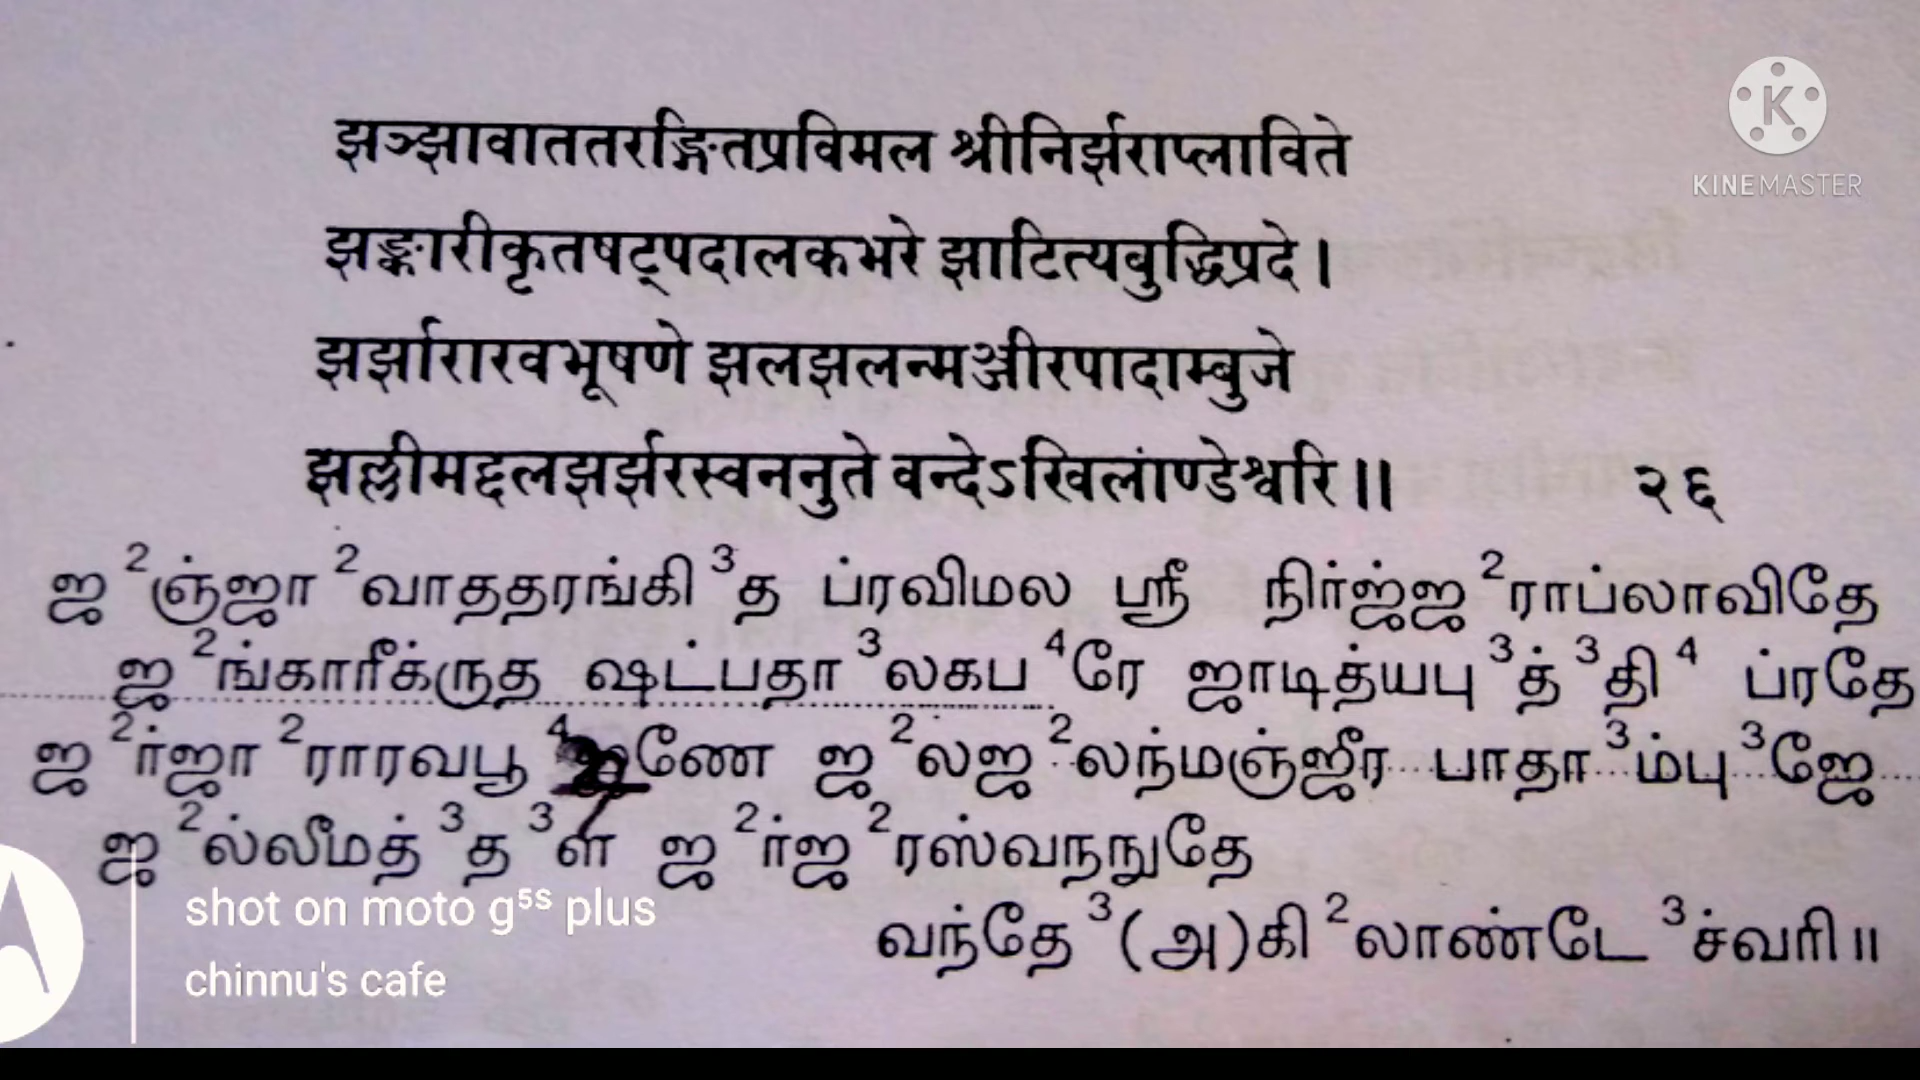 झञ्झावाततरङ्गितप्रविमल श्रीनिर्झराप्लाविते
KINEMASTER
झङ्कारीकृतषट्पदालकभरे झाटित्यबुद्धिप्रदे ।
झर्झारारवभूषणे झलझलन्मञ्जीरपादाम्बुजे
झल्लीमद्दलझर्झरस्वननुते वन्देऽखिलांण्डेश्वरि ।। २६
ஜ²ஞ்ஜா²வாததரங்கி³த ப்ரவிமல ஸ்ரீ நிர்ஜ்ஜ²ராப்லாவிதே
ஜ²ங்காரீக்ருத ஷட்பதா³லகப⁴ரே ஜாடித்யபு³த்³தி⁴ ப்ரதே
ஜ²ர்ஜா²ராரவபூ⁴ணே ஜ²லஜ²லந்மஞ்ஜீர பாதா³ம்பு³ஜே
ஜ²ல்லீமத்³த³ள ஜ²ர்ஜ²ரஸ்வநநுதே
வந்தே³(அ)கி²லாண்டே³ச்வரி ॥
shot on moto g⁵ˢ plus
chinnu's cafe